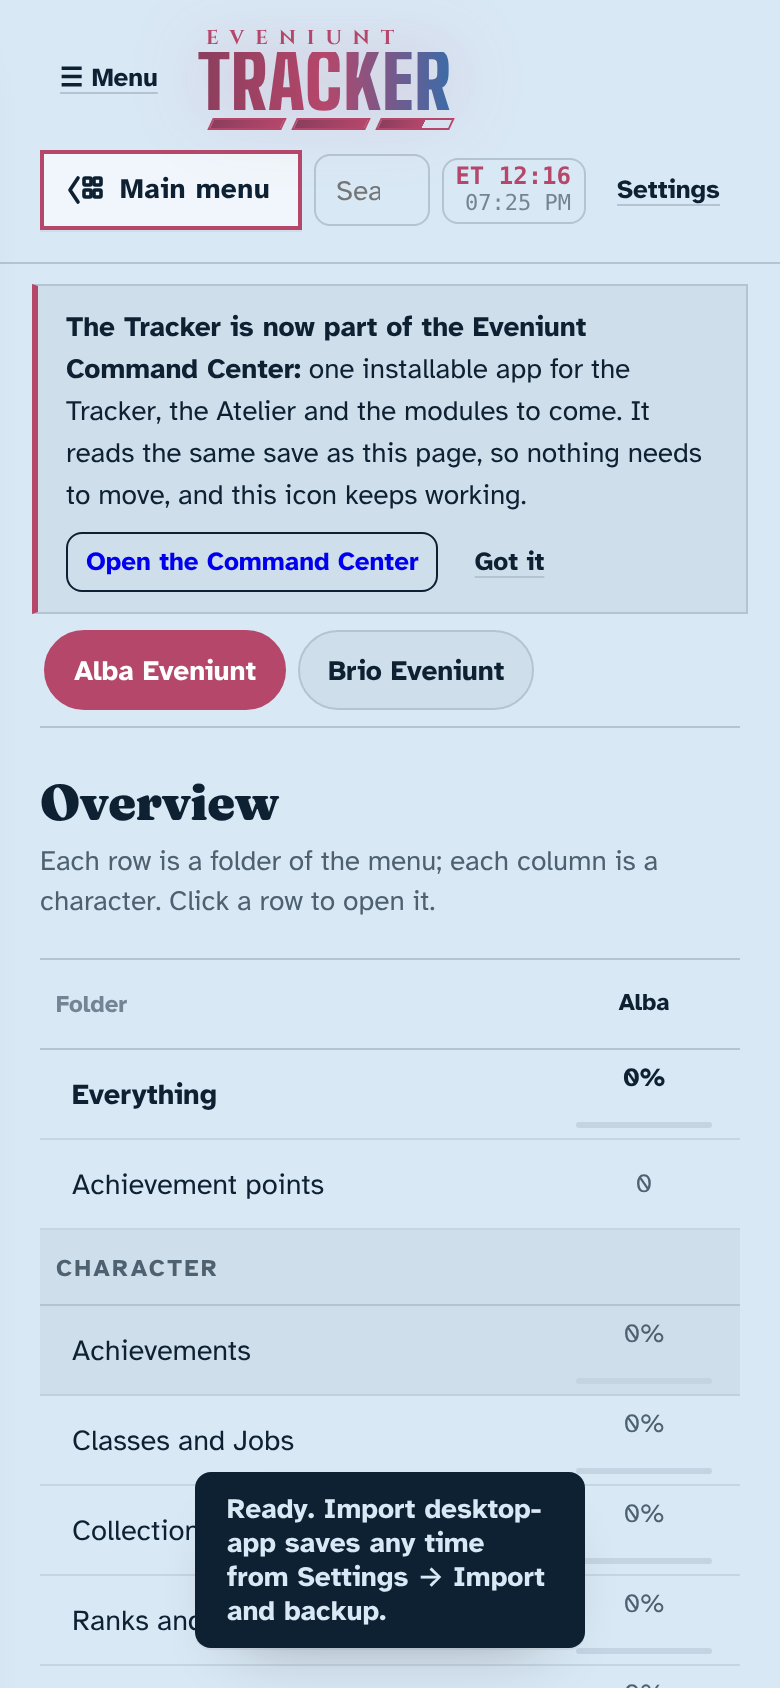 EVENIUNT
TRACKER
☰ Menu
Main menu
Sea
ET 12:16
07:25 PM
Settings
The Tracker is now part of the Eveniunt
Command Center: one installable app for the
Tracker, the Atelier and the modules to come. It
reads the same save as this page, so nothing needs
to move, and this icon keeps working.
Open the Command Center
Got it
Alba Eveniunt
Brio Eveniunt
Overview
Each row is a folder of the menu; each column is a
character. Click a row to open it.
Folder
Alba
Everything
0%
Achievement points
0
CHARACTER
Achievements
0%
Classes and Jobs
0%
Collection
0%
Ranks and
0%
Ready. Import desktop-
app saves any time
from Settings → Import
and backup.